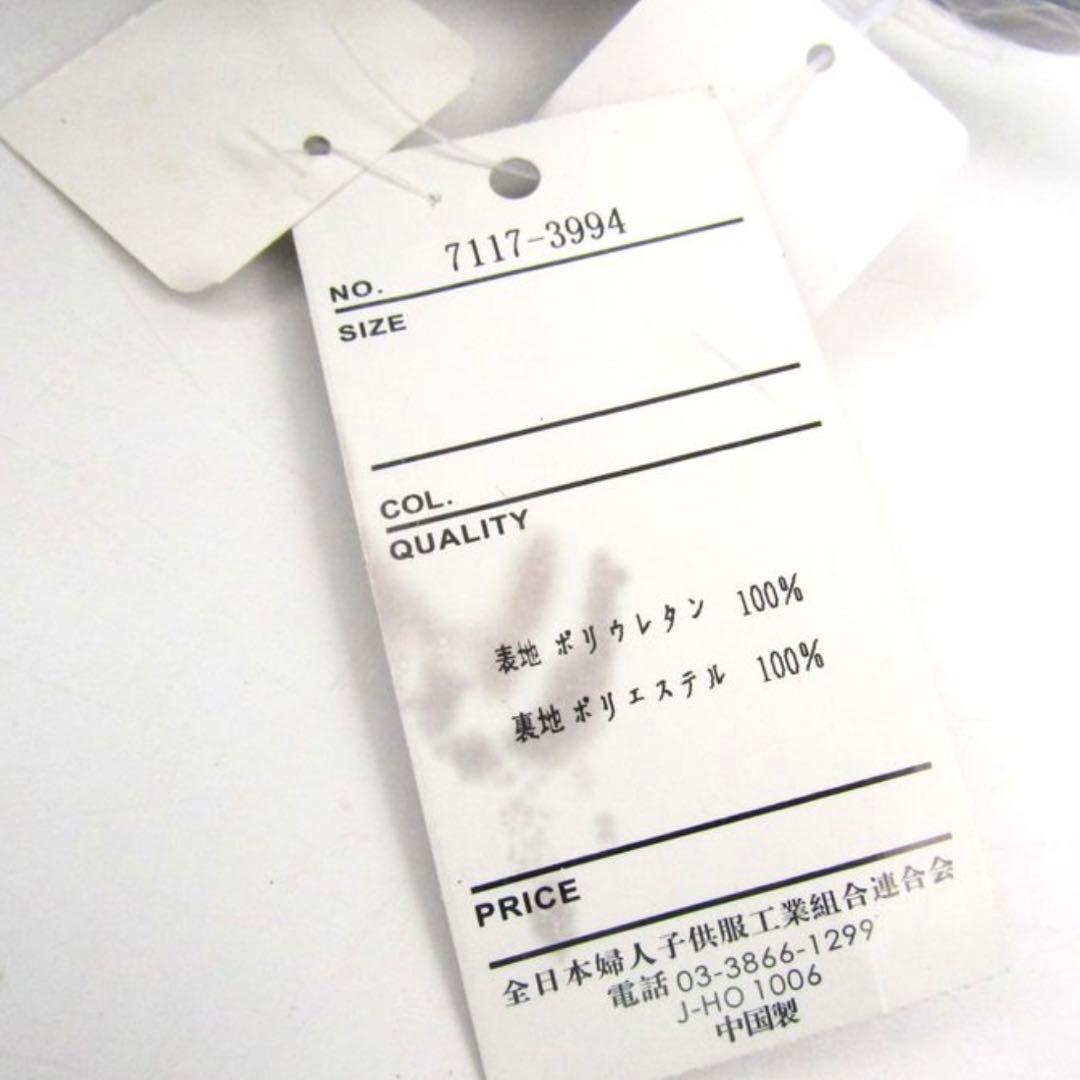 7117-3994
NO.
SIZE
COL.
QUALITY
表地 ポリウレタン 100%
裏地 ポリエステル 100%
PRICE
全日本婦人子供服工業組合連合会
電話 03-3866-1299
J-HO 1006
中国製